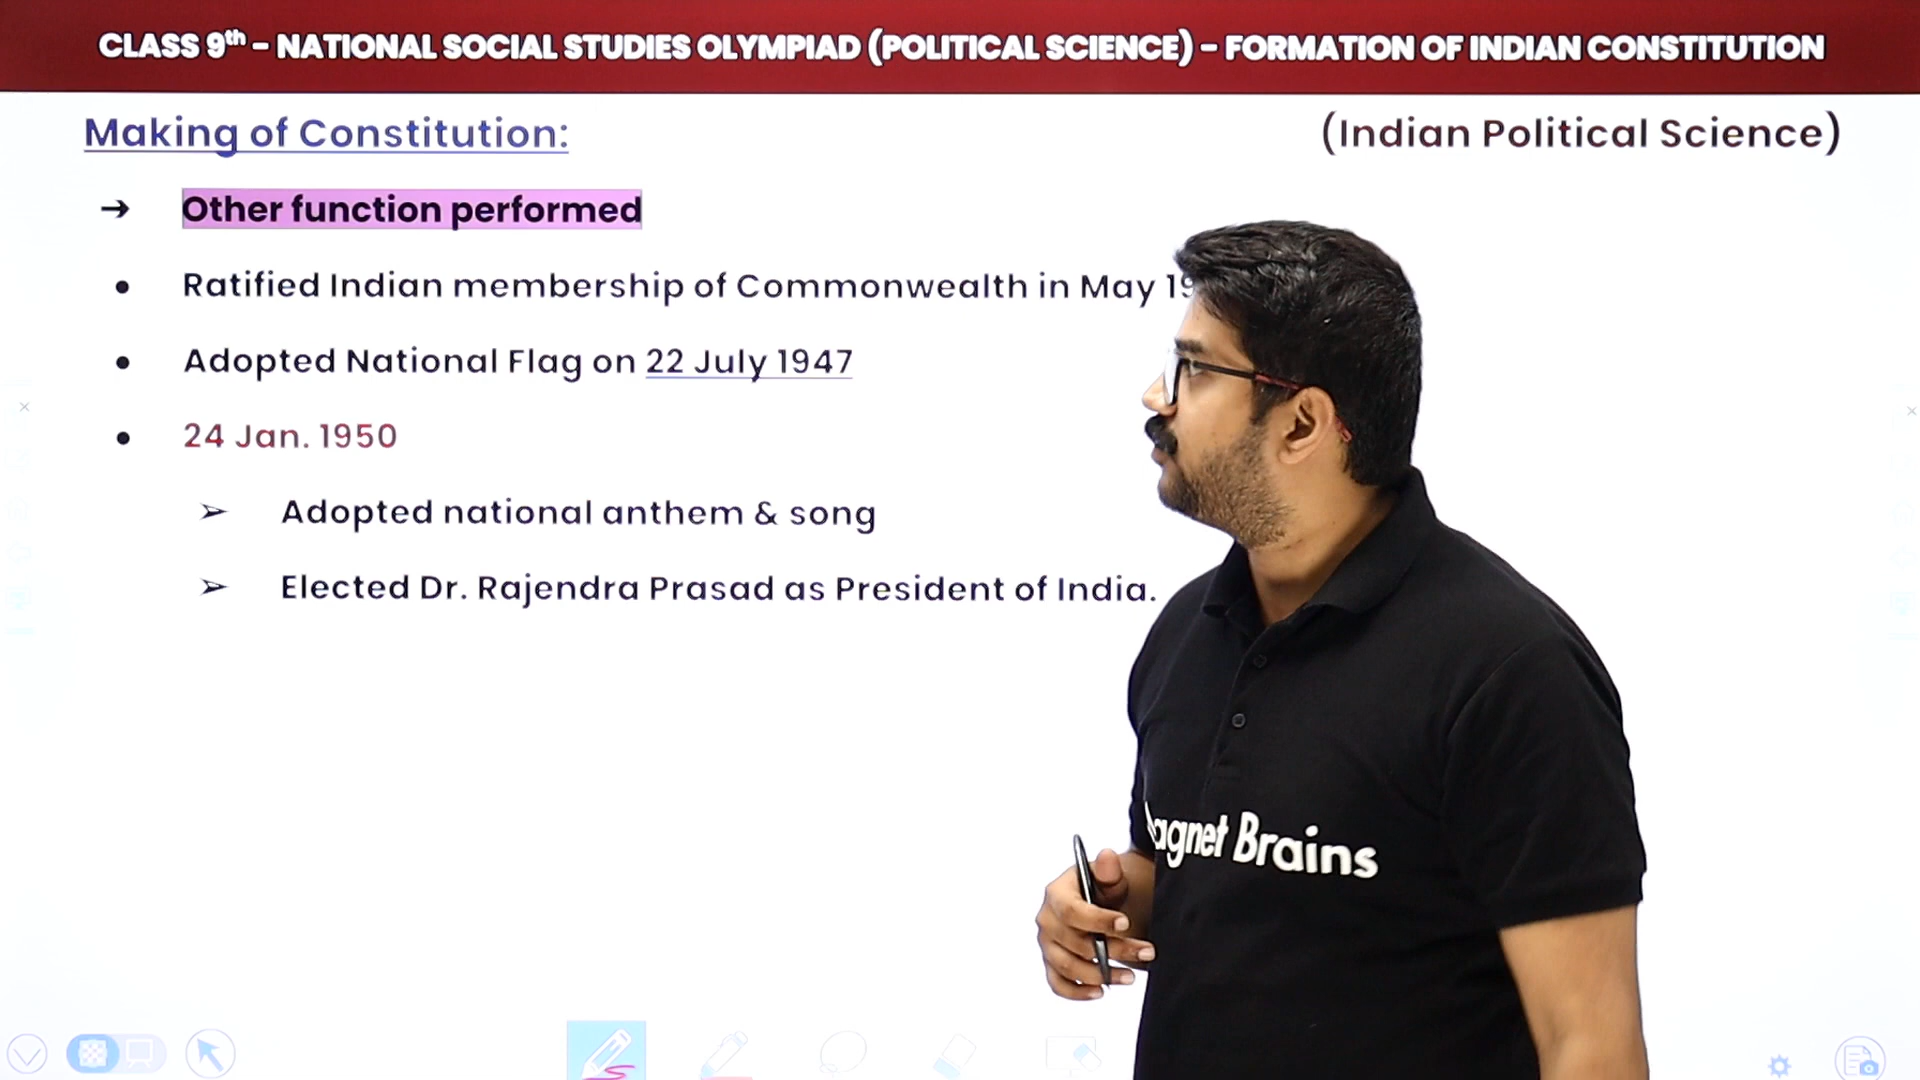 CLASS 9th – NATIONAL SOCIAL STUDIES OLYMPIAD (POLITICAL SCIENCE) – FORMATION OF INDIAN CONSTITUTION
Making of Constitution: (Indian Political Science)
→ Other function performed
• Ratified Indian membership of Commonwealth in May
• Adopted National Flag on 22 July 1947
• 24 Jan. 1950
➢ Adopted national anthem & song
➢ Elected Dr. Rajendra Prasad as President of India.
Brains